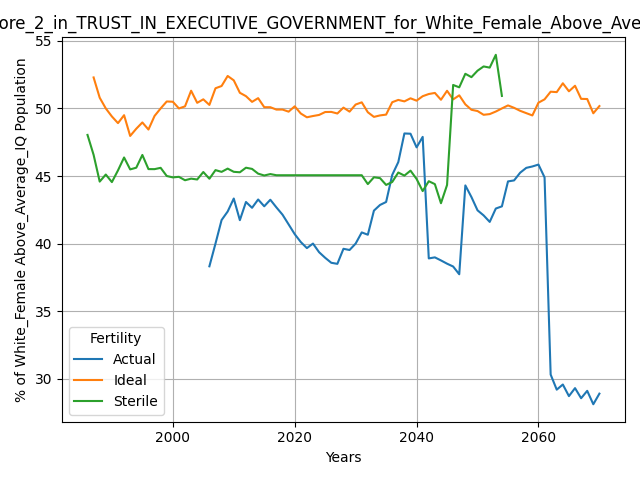 ore_2_in_TRUST_IN_EXECUTIVE_GOVERNMENT_for_White_Female_Above_Ave
% of White_Female Above_Average_IQ Population
55
50
45
40
35
30
Fertility
Actual
Ideal
Sterile
2000
2020
2040
2060
Years